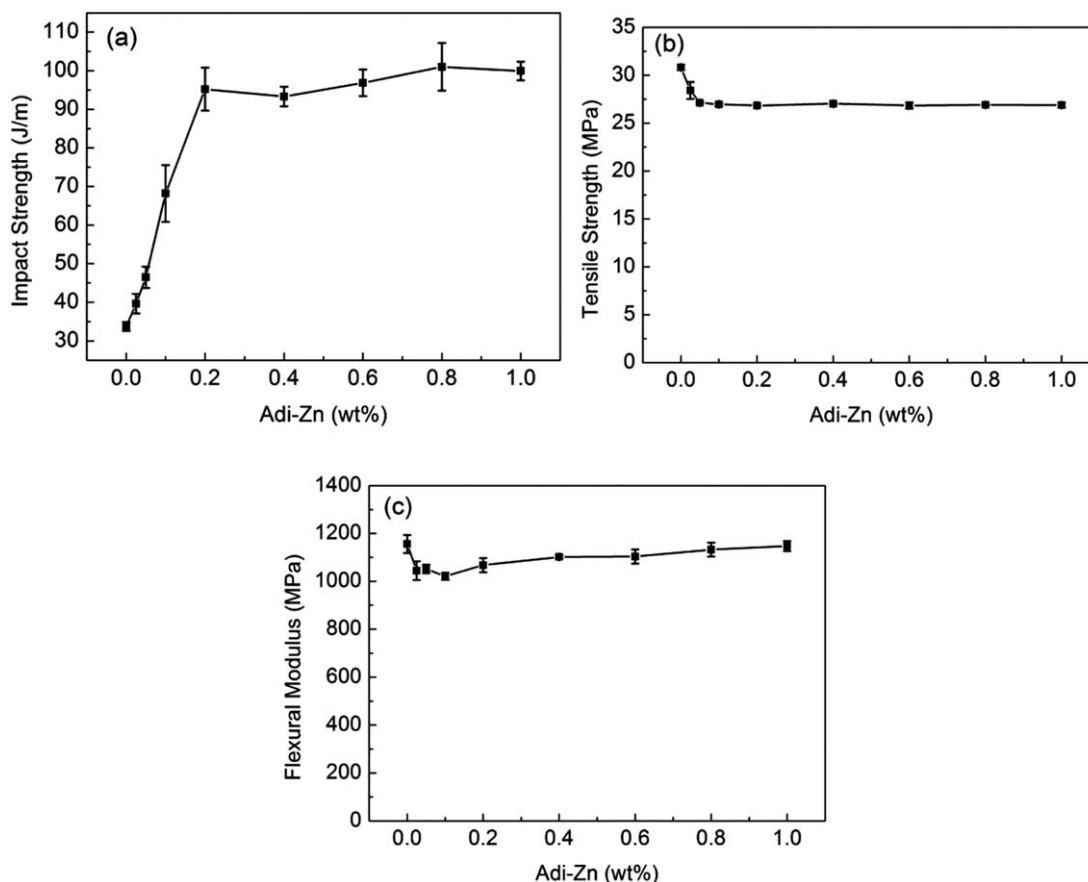 (a)
Impact Strength (J/m)
110
100
90
80
70
60
50
40
30
0.0 0.2 0.4 0.6 0.8 1.0
Adi-Zn (wt%)
(b)
Tensile Strength (MPa)
35
30
25
20
15
10
5
0
0.0 0.2 0.4 0.6 0.8 1.0
Adi-Zn (wt%)
(c)
Flexural Modulus (MPa)
1400
1200
1000
800
600
400
200
0
0.0 0.2 0.4 0.6 0.8 1.0
Adi-Zn (wt%)